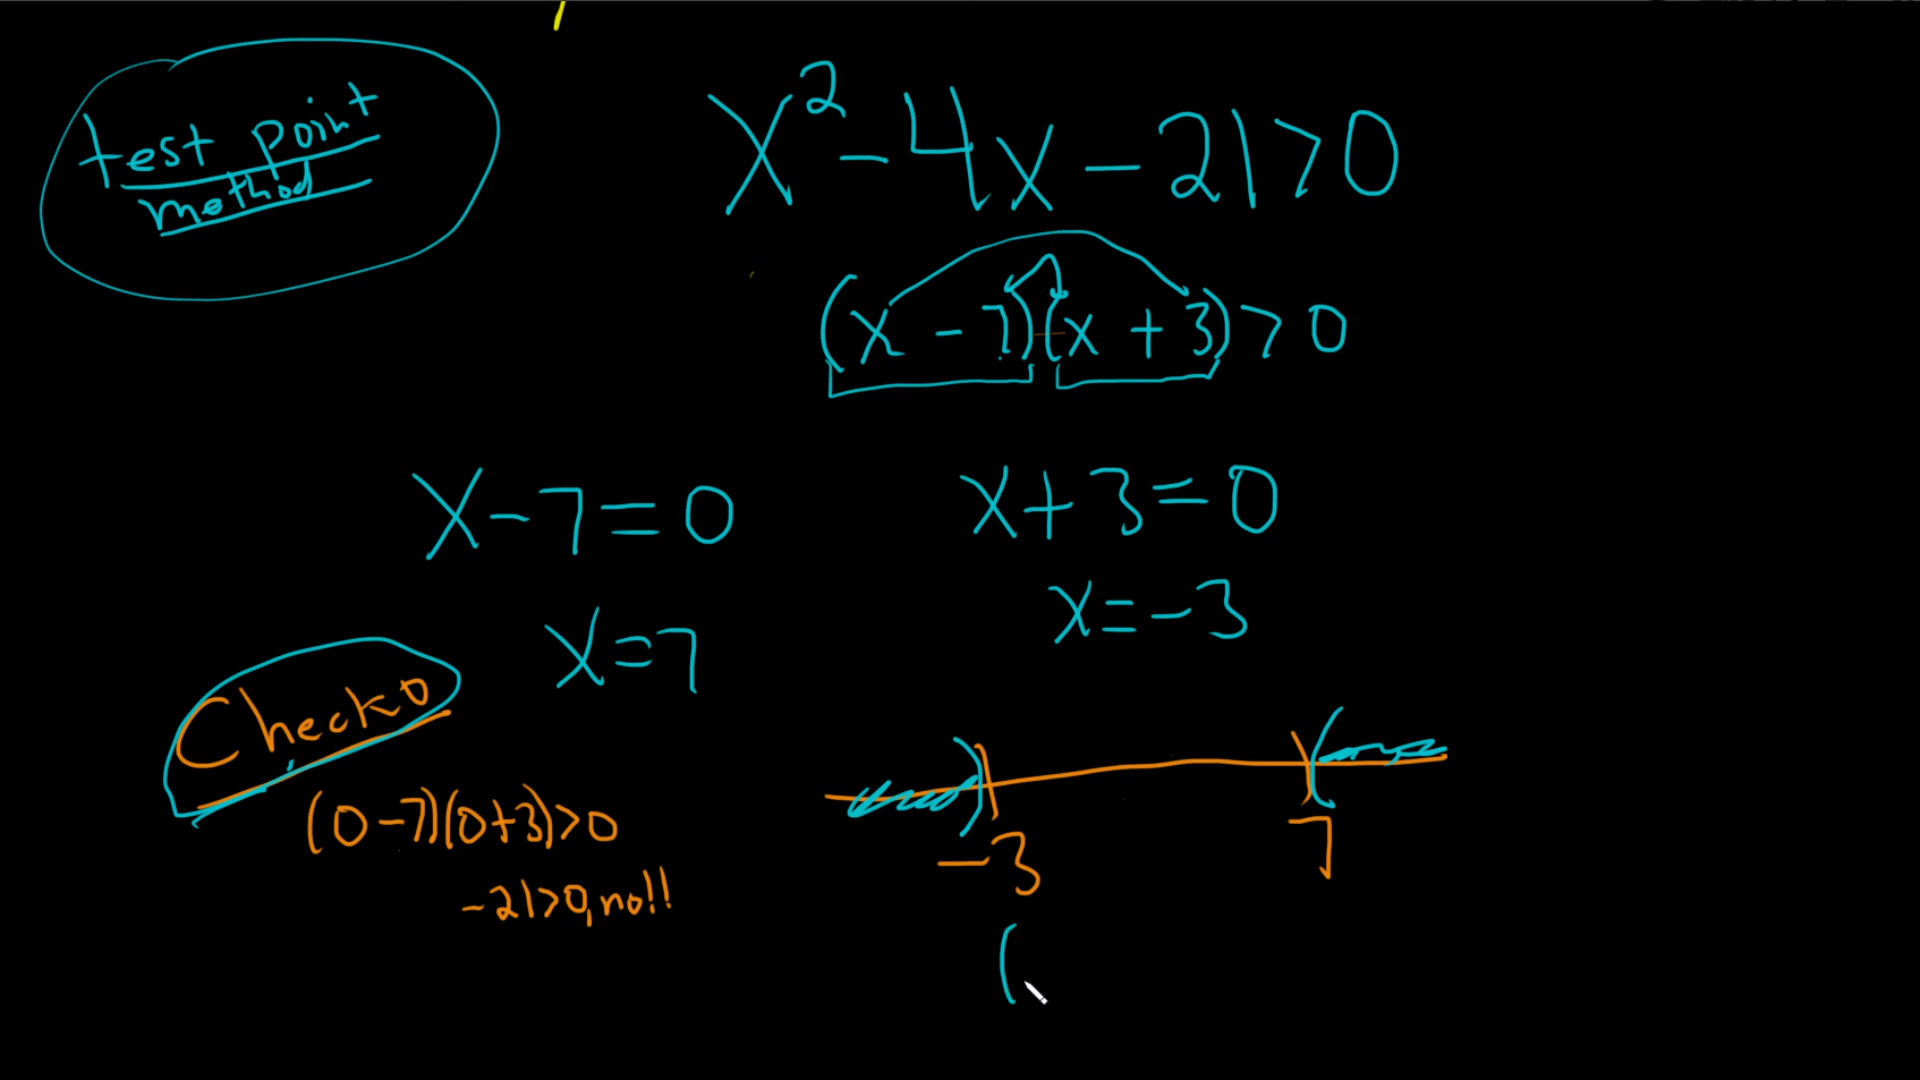 test point
method
x² - 4x - 21 > 0
(x - 7)(x + 3) > 0
x - 7 = 0
x + 3 = 0
x = 7
x = -3
Check 0
(0 - 7)(0 + 3) > 0
-21 > 0, no!!
) (
-3 7
(